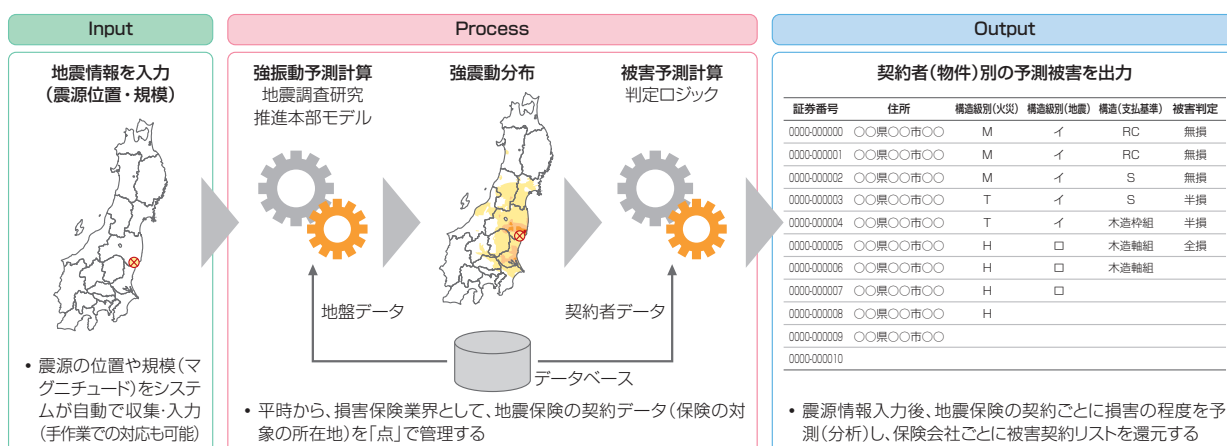 Input
Process
Output
地震情報を入力
(震源位置・規模)
• 震源の位置や規模(マ
グニチュード)をシステ
ムが自動で収集・入力
(手作業での対応も可能)
強振動予測計算
地震調査研究
推進本部モデル
強震動分布
被害予測計算
判定ロジック
地盤データ
契約者データ
データベース
• 平時から、損害保険業界として、地震保険の契約データ(保険の対
象の所在地)を「点」で管理する
契約者(物件)別の予測被害を出力
証券番号 住所 構造級別(火災) 構造級別(地震) 構造(支払基準) 被害判定
0000-000000 〇〇県〇〇市〇〇 M イ RC 無損
0000-000001 〇〇県〇〇市〇〇 M イ RC 無損
0000-000002 〇〇県〇〇市〇〇 M イ S 無損
0000-000003 〇〇県〇〇市〇〇 T イ S 半損
0000-000004 〇〇県〇〇市〇〇 T イ 木造枠組 半損
0000-000005 〇〇県〇〇市〇〇 H ロ 木造軸組 全損
0000-000006 〇〇県〇〇市〇〇 H ロ 木造軸組
0000-000007 〇〇県〇〇市〇〇 H ロ
0000-000008 〇〇県〇〇市〇〇 H
0000-000009 〇〇県〇〇市〇〇
0000-000010
• 震源情報入力後、地震保険の契約ごとに損害の程度を予
測(分析)し、保険会社ごとに被害契約リストを還元する